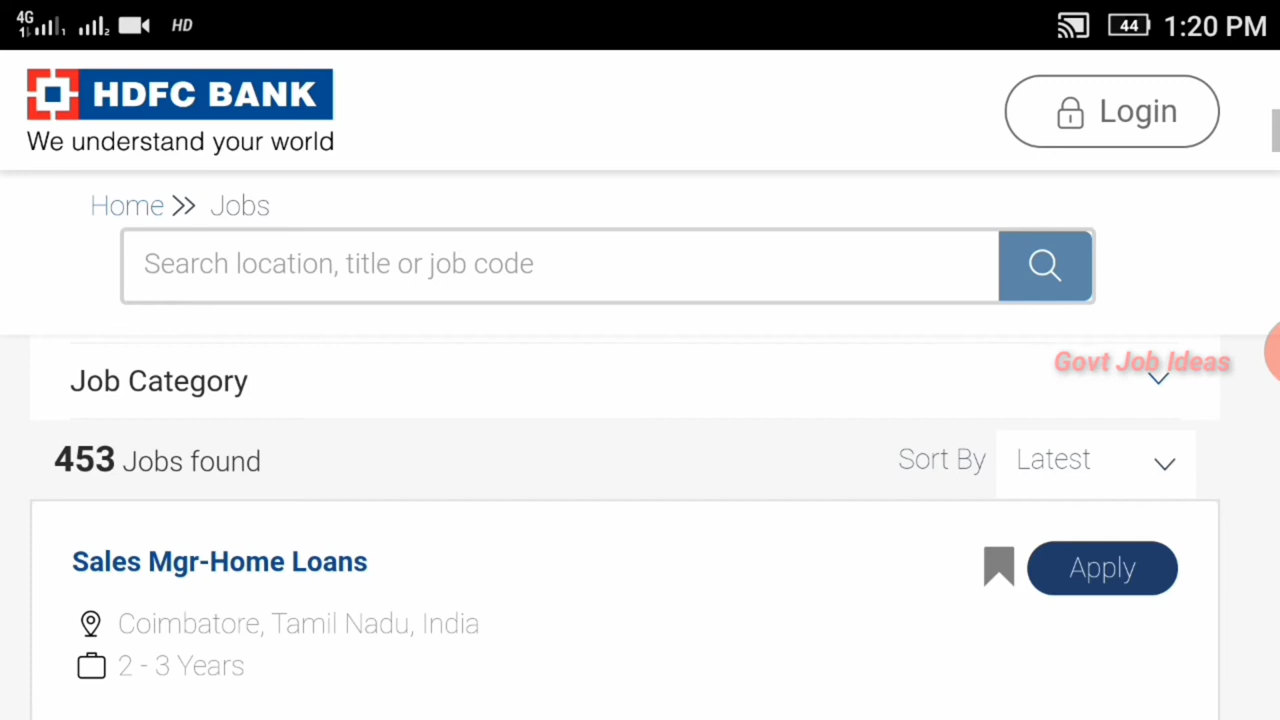 4G
1 2 HD 44 1:20 PM
HDFC BANK
We understand your world
Login
Home >> Jobs
Search location, title or job code
Govt Job Ideas
Job Category
453 Jobs found
Sort By Latest
Sales Mgr-Home Loans
Apply
Coimbatore, Tamil Nadu, India
2 - 3 Years